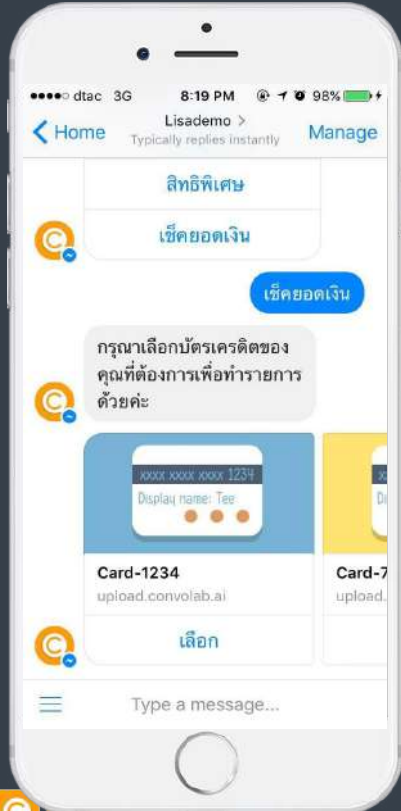 dtac 3G 8:19 PM 98%
Home Lisademo > Manage
Typically replies instantly
สิทธิพิเศษ
เช็คยอดเงิน
เช็คยอดเงิน
กรุณาเลือกบัตรเครดิตของ
คุณที่ต้องการเพื่อทำรายการ
ด้วยค่ะ
xxxx xxxx xxxx 1234
Display name: Tee
Card-1234 Card-7
upload.convolab.ai upload.
เลือก
Type a message...